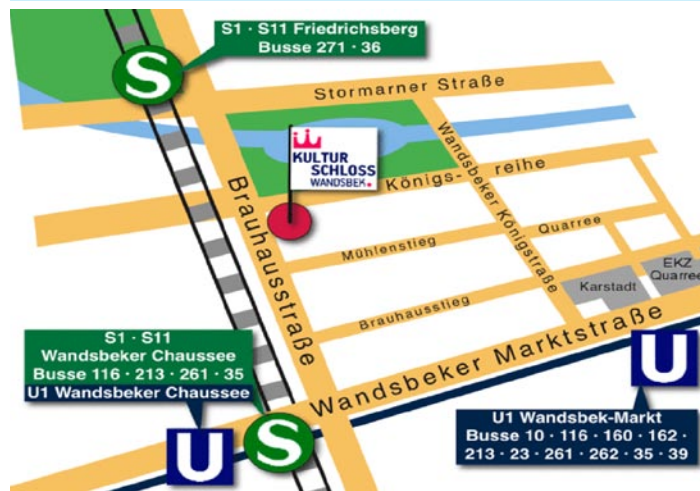 S1 · S11 Friedrichsberg
Busse 271 · 36
S
Stormarner Straße
KULTUR
SCHLOSS
WANDSBEK.
Königs-reihe
Wandsbeker Königstraße
Brauhausstraße
Mühlenstieg
Quarree
EKZ
Quarree
Karstadt
Brauhausstieg
Wandsbeker Marktstraße
S1 · S11
Wandsbeker Chaussee
Busse 116 · 213 · 261 · 35
U1 Wandsbeker Chaussee
U
S
U
U1 Wandsbek-Markt
Busse 10 · 116 · 160 · 162 ·
213 · 23 · 261 · 262 · 35 · 39